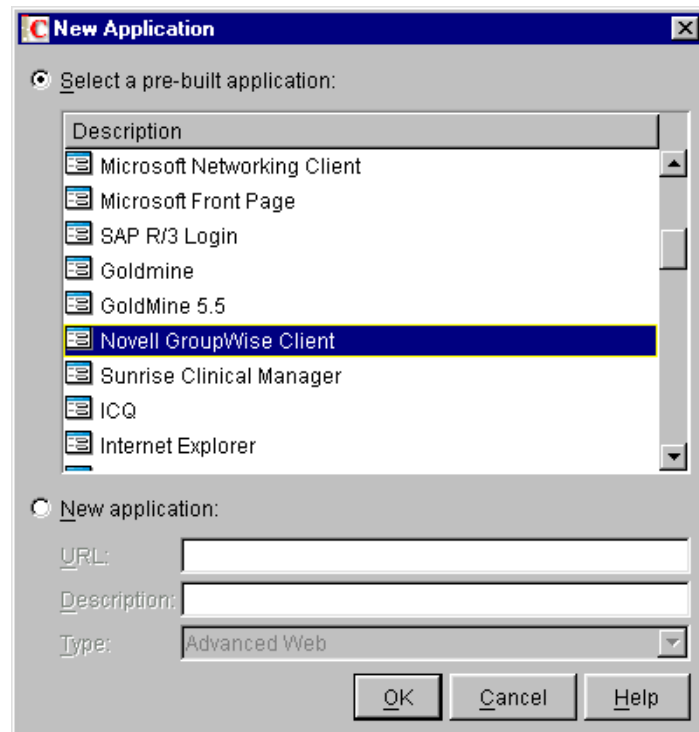 C New Application
Select a pre-built application:
Description
Microsoft Networking Client
Microsoft Front Page
SAP R/3 Login
Goldmine
GoldMine 5.5
Novell GroupWise Client
Sunrise Clinical Manager
ICQ
Internet Explorer
New application:
URL:
Description:
Type: Advanced Web
OK Cancel Help